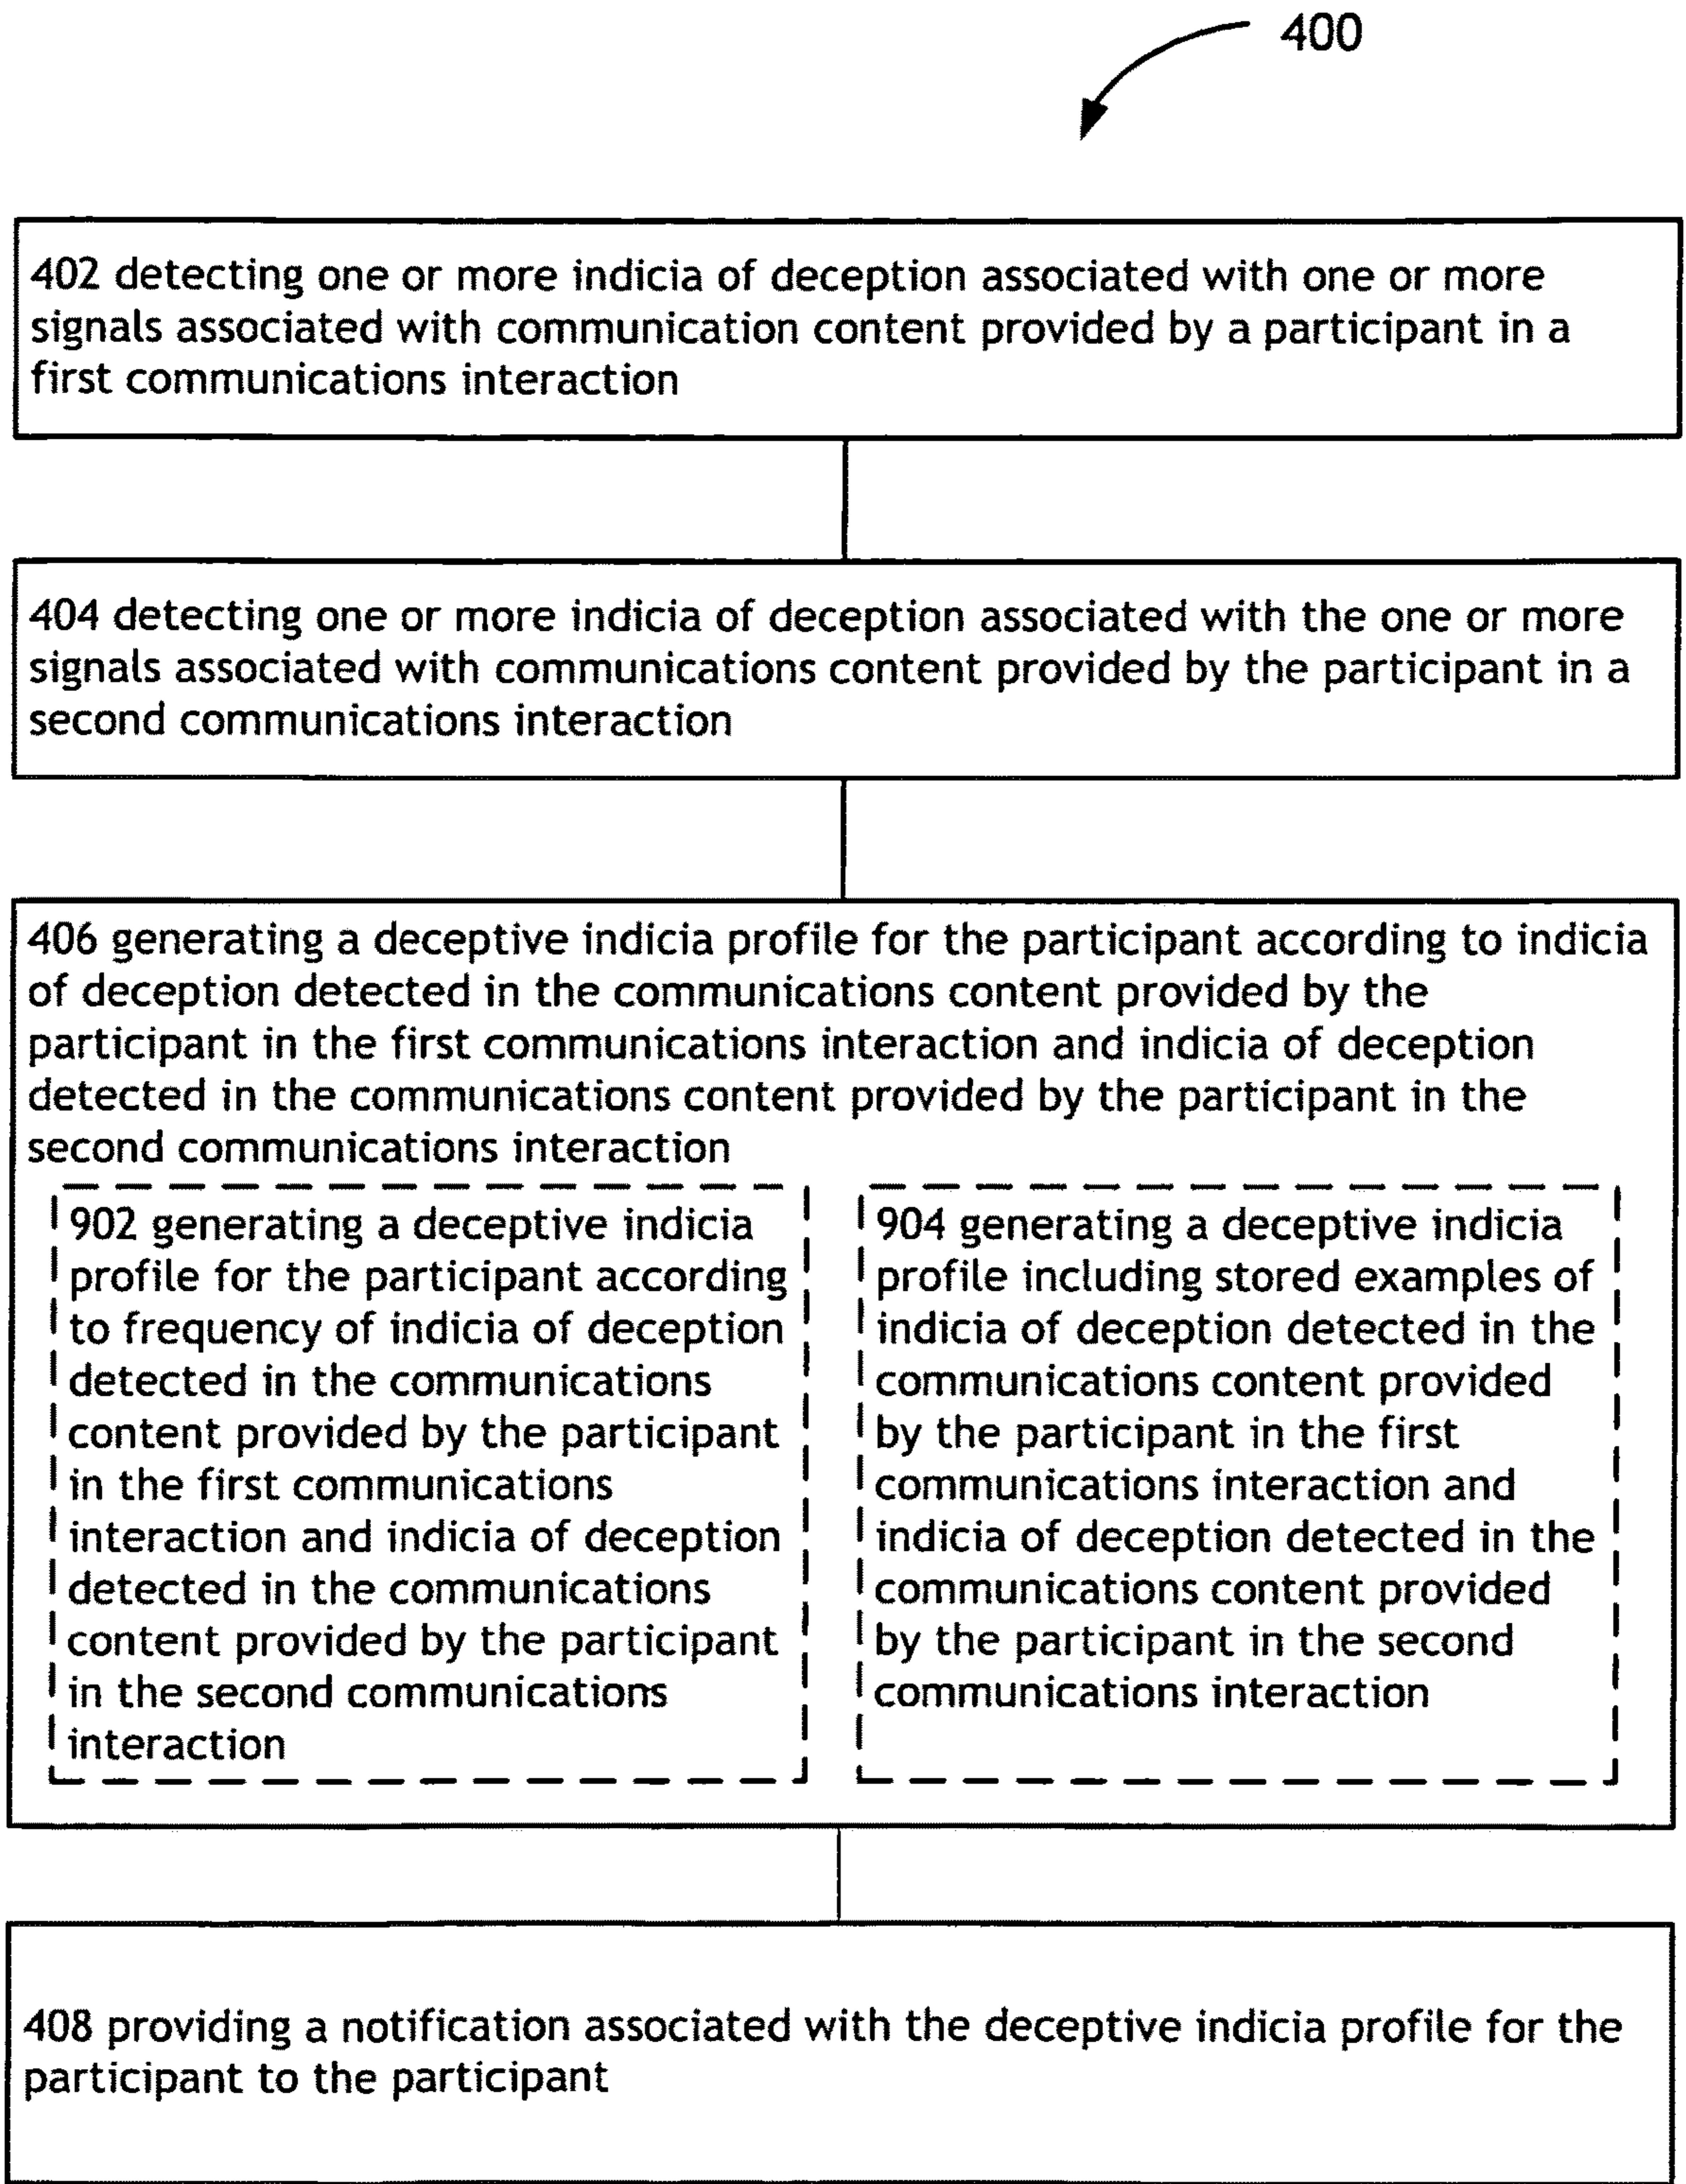 400
402 detecting one or more indicia of deception associated with one or more
signals associated with communication content provided by a participant in a
first communications interaction
404 detecting one or more indicia of deception associated with the one or more
signals associated with communications content provided by the participant in a
second communications interaction
406 generating a deceptive indicia profile for the participant according to indicia
of deception detected in the communications content provided by the
participant in the first communications interaction and indicia of deception
detected in the communications content provided by the participant in the
second communications interaction
902 generating a deceptive indicia
profile for the participant according
to frequency of indicia of deception
detected in the communications
content provided by the participant
in the first communications
interaction and indicia of deception
detected in the communications
content provided by the participant
in the second communications
interaction
904 generating a deceptive indicia
profile including stored examples of
indicia of deception detected in the
communications content provided
by the participant in the first
communications interaction and
indicia of deception detected in the
communications content provided
by the participant in the second
communications interaction
408 providing a notification associated with the deceptive indicia profile for the
participant to the participant